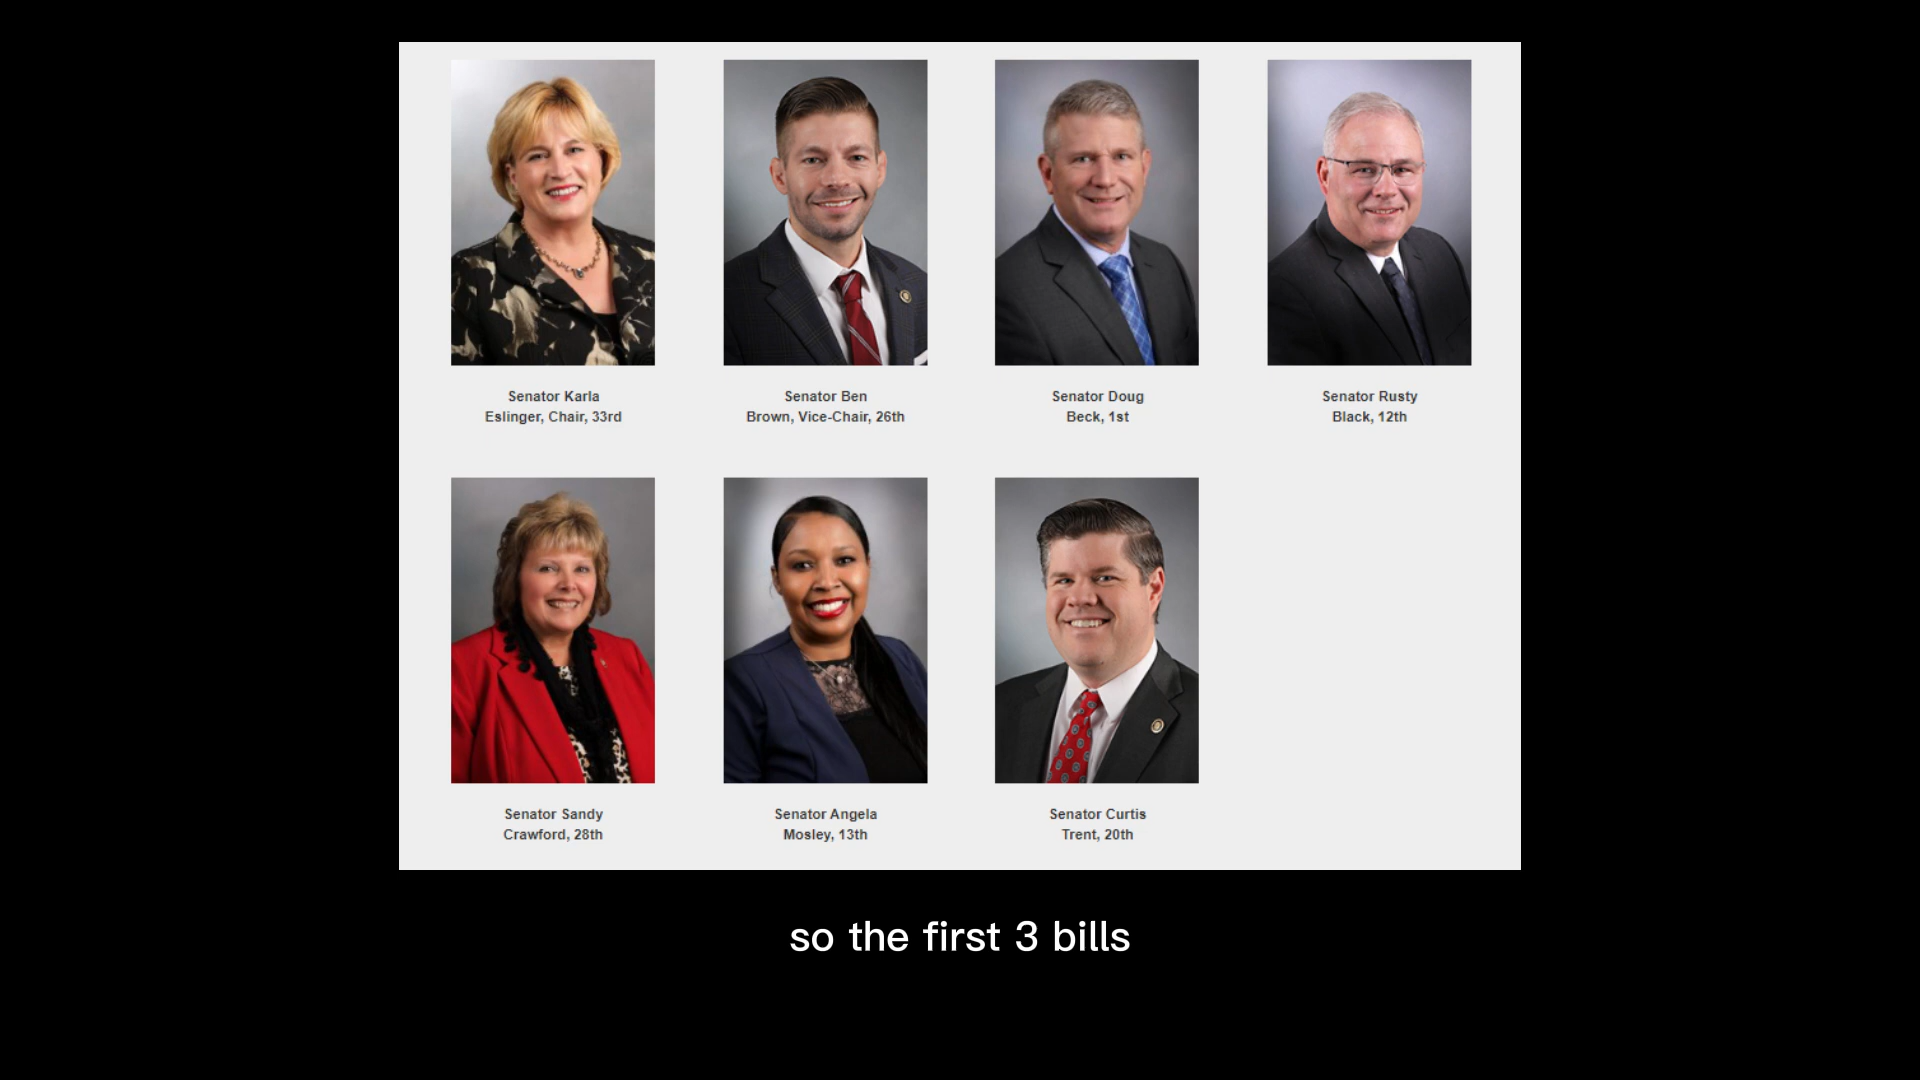 Senator Karla
Eslinger, Chair, 33rd
Senator Ben
Brown, Vice-Chair, 26th
Senator Doug
Beck, 1st
Senator Rusty
Black, 12th
Senator Sandy
Crawford, 28th
Senator Angela
Mosley, 13th
Senator Curtis
Trent, 20th
so the first 3 bills